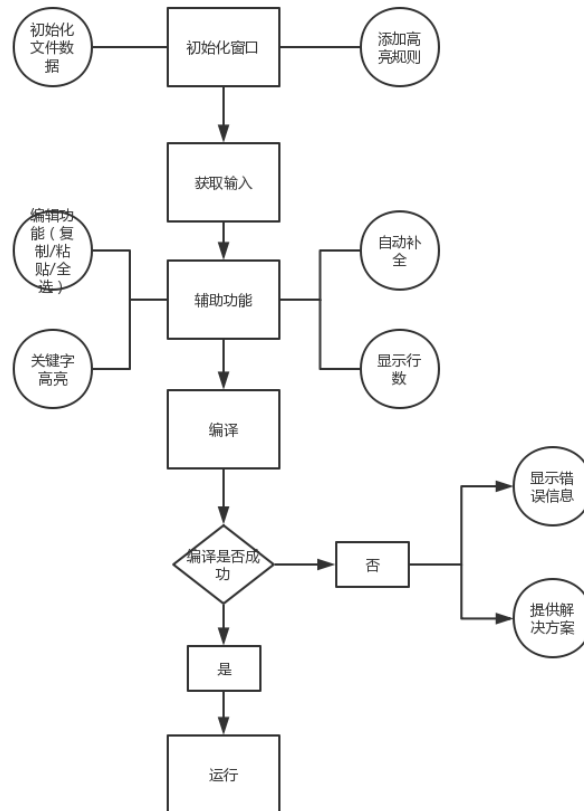 初始化
文件数
据
初始化窗口
添加高
亮规则
获取输入
编辑功
能（复
制/粘
贴/全
选）
自动补
全
辅助功能
关键字
高亮
显示行
数
编译
显示错
误信息
编译是否成
功
否
提供解
决方案
是
运行